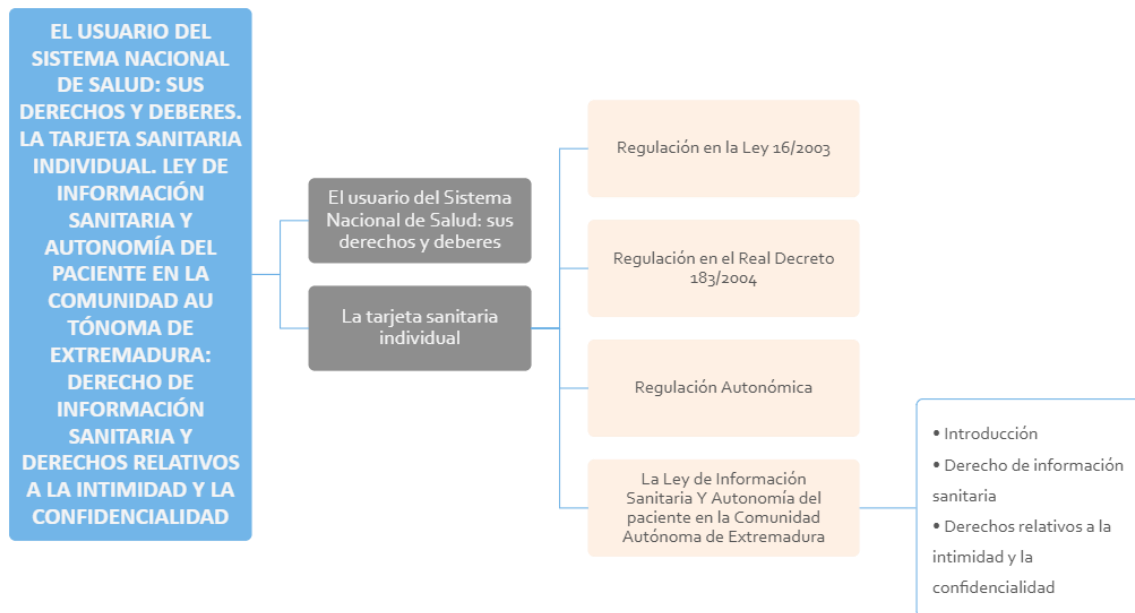 EL USUARIO DEL
SISTEMA NACIONAL
DE SALUD: SUS
DERECHOS Y DEBERES.
LA TARJETA SANITARIA
INDIVIDUAL. LEY DE
INFORMACIÓN
SANITARIA Y
AUTONOMÍA DEL
PACIENTE EN LA
COMUNIDAD AU
TÓNOMA DE
EXTREMADURA:
DERECHO DE
INFORMACIÓN
SANITARIA Y
DERECHOS RELATIVOS
A LA INTIMIDAD Y LA
CONFIDENCIALIDAD
El usuario del Sistema
Nacional de Salud: sus
derechos y deberes
La tarjeta sanitaria
individual
Regulación en la Ley 16/2003
Regulación en el Real Decreto
183/2004
Regulación Autonómica
La Ley de Información
Sanitaria Y Autonomía del
paciente en la Comunidad
Autónoma de Extremadura
• Introducción
• Derecho de información
sanitaria
• Derechos relativos a la
intimidad y la
confidencialidad